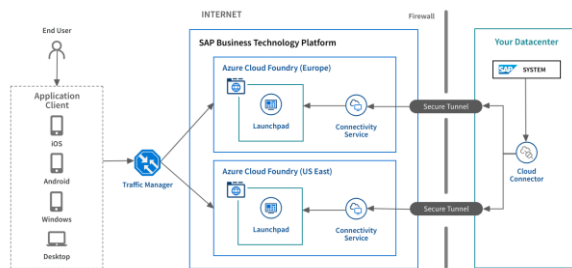 INTERNET
Firewall
End User
SAP Business Technology Platform
Your Datacenter
Azure Cloud Foundry (Europe)
SAP SYSTEM
Application
Client
iOS
Android
Windows
Desktop
Traffic Manager
Launchpad
Connectivity
Service
Secure Tunnel
Cloud
Connector
Azure Cloud Foundry (US East)
Launchpad
Connectivity
Service
Secure Tunnel